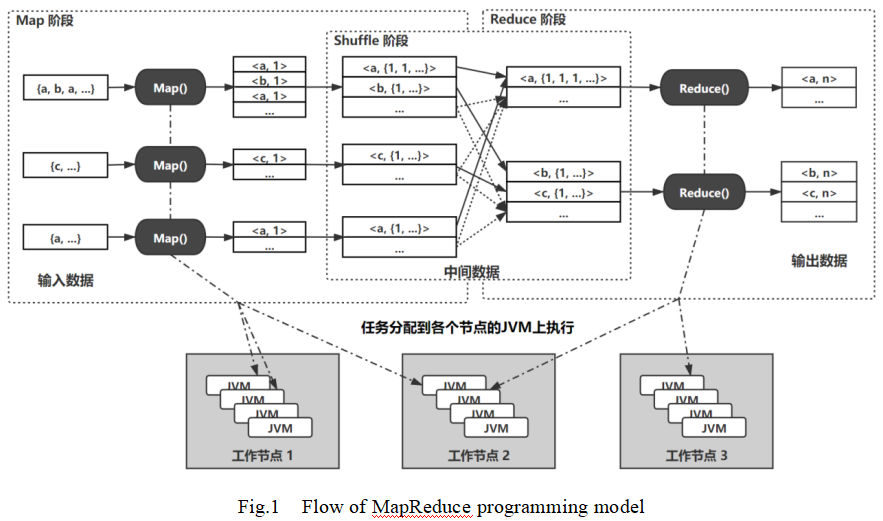 Map 阶段
Reduce 阶段
Shuffle 阶段
{a, b, a, ...}
Map()
<a, 1>
<b, 1>
<a, 1>
...
<a, {1, 1, ...}>
<b, {1, ...}>
...
<a, {1, 1, 1, ...}>
...
Reduce()
<a, n>
...
{c, ...}
Map()
<c, 1>
...
<c, {1, ...}>
...
<b, {1, ...}>
<c, {1, ...}>
...
Reduce()
<b, n>
<c, n>
...
{a, ...}
Map()
<a, 1>
...
<a, {1, ...}>
...
输入数据
中间数据
输出数据
任务分配到各个节点的JVM上执行
JVM
JVM
JVM
JVM
工作节点 1
JVM
JVM
JVM
JVM
工作节点 2
JVM
JVM
JVM
JVM
工作节点 3
Fig.1 Flow of MapReduce programming model